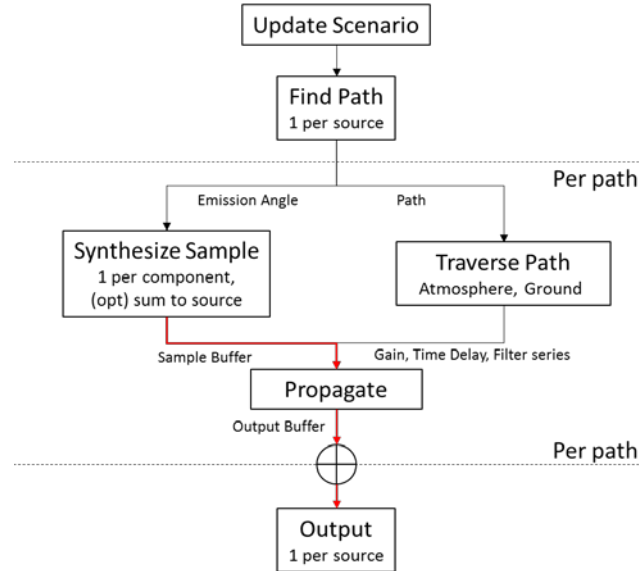 Update Scenario
Find Path
1 per source
Per path
Emission Angle
Path
Synthesize Sample
1 per component,
(opt) sum to source
Traverse Path
Atmosphere, Ground
Sample Buffer
Gain, Time Delay, Filter series
Propagate
Output Buffer
Per path
Output
1 per source